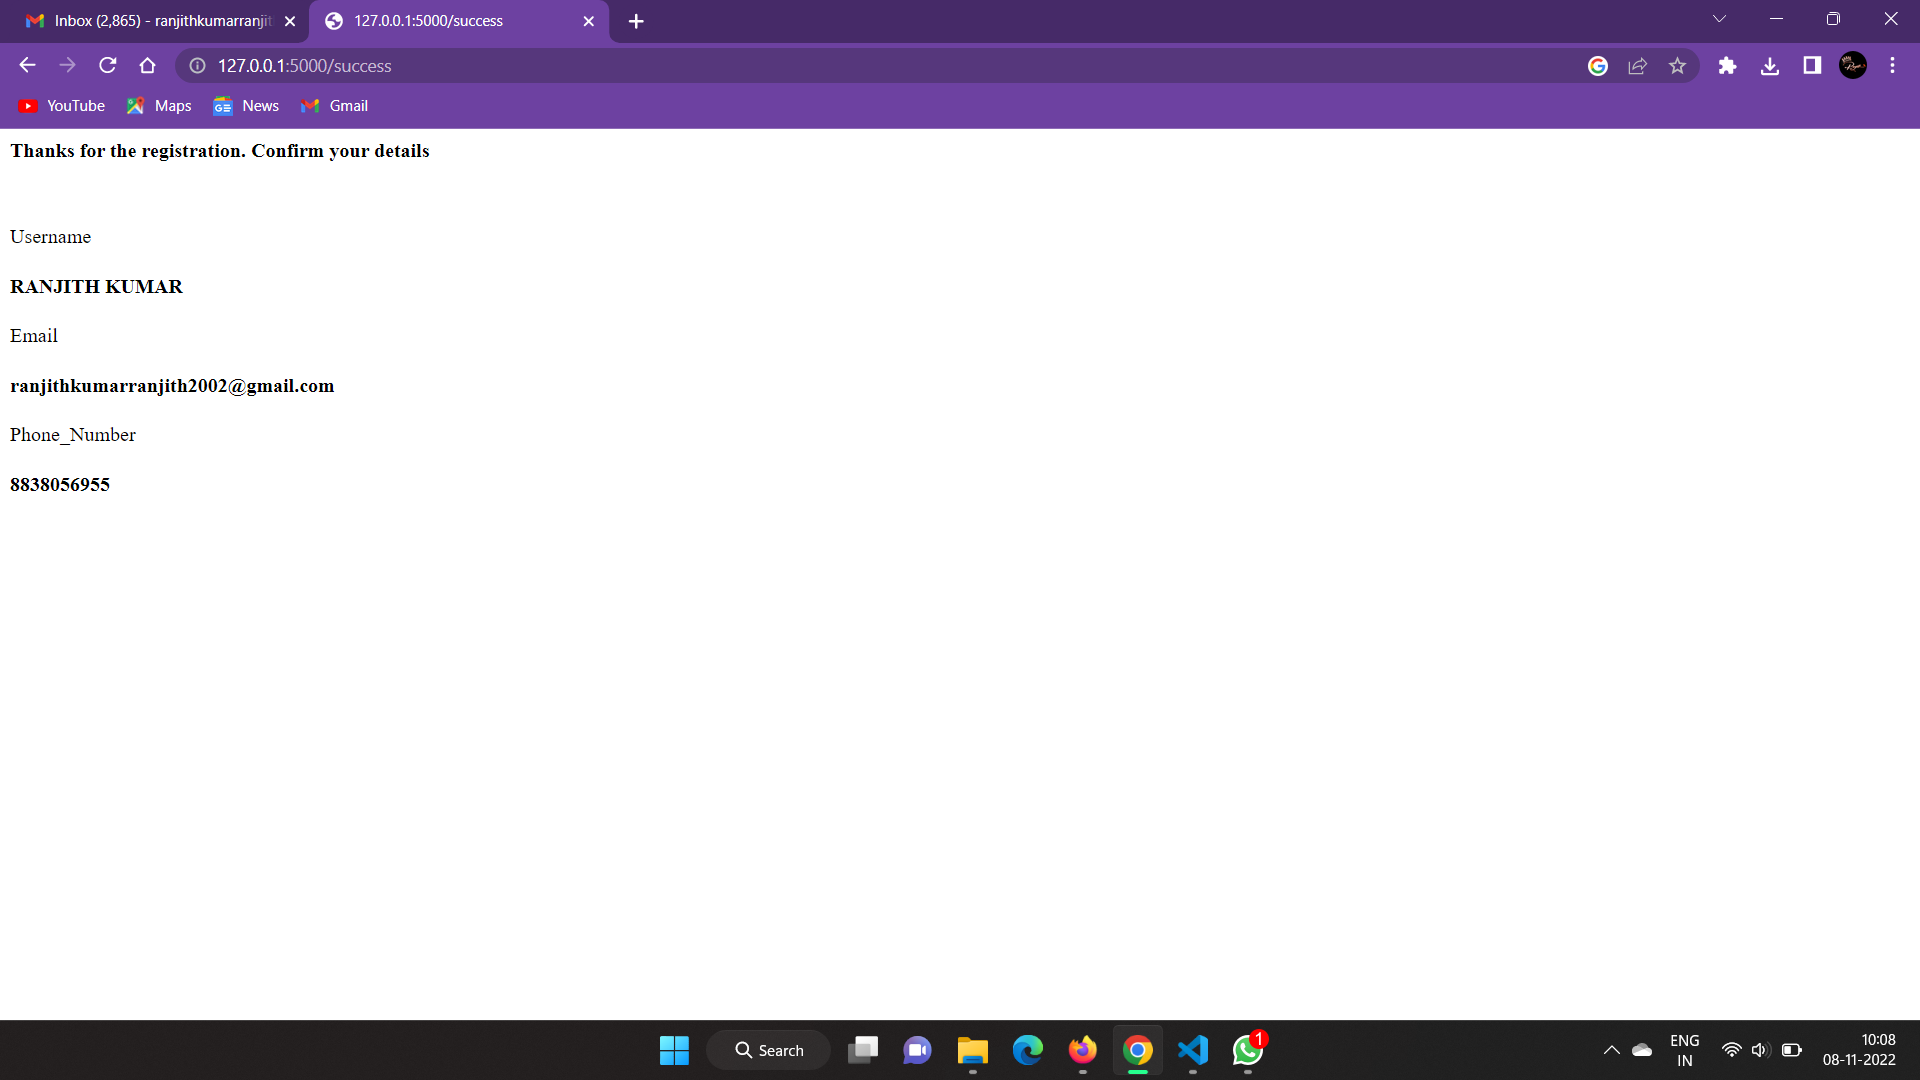 Inbox (2,865) - ranjithkumarranjit
127.0.0.1:5000/success
127.0.0.1:5000/success
YouTube
Maps
News
Gmail
Thanks for the registration. Confirm your details
Username
RANJITH KUMAR
Email
ranjithkumarranjith2002@gmail.com
Phone_Number
8838056955
Search
1
ENG
IN
10:08
08-11-2022